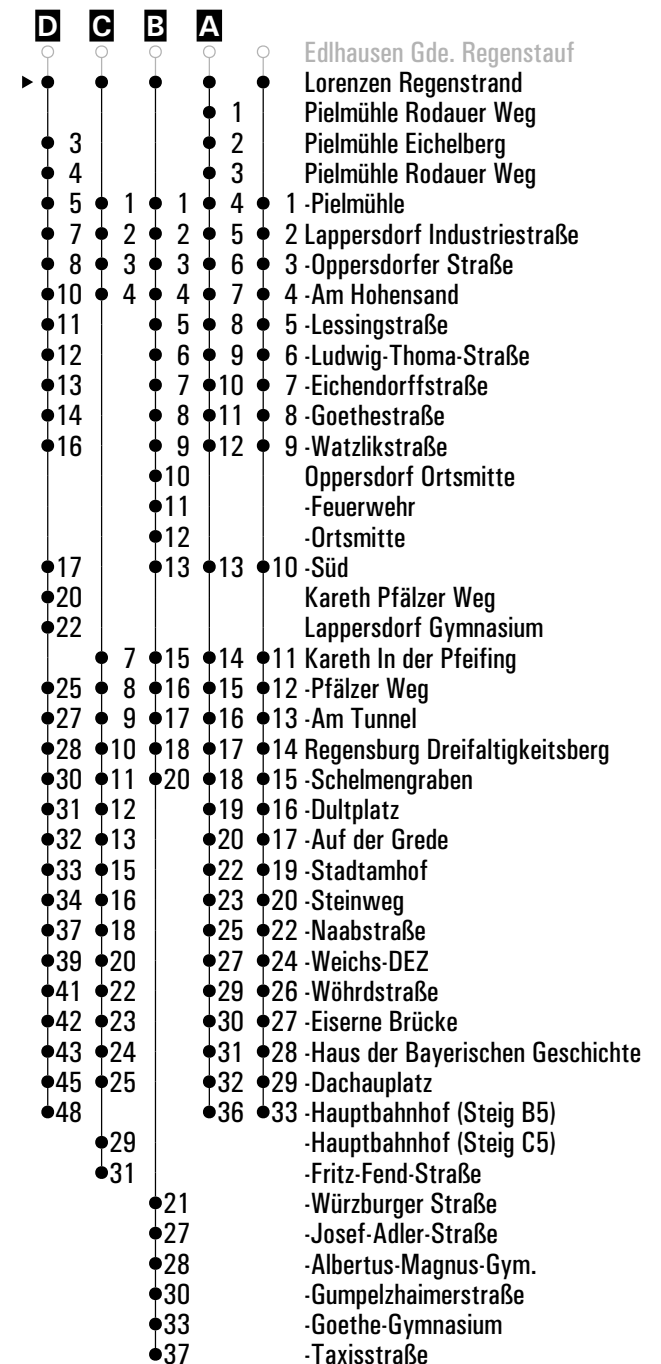 D C B A
Edlhausen Gde. Regenstauf
Lorenzen Regenstrand
1 Pielmühle Rodauer Weg
3 2 Pielmühle Eichelberg
4 3 Pielmühle Rodauer Weg
5 1 1 4 1 -Pielmühle
7 2 2 5 2 Lappersdorf Industriestraße
8 3 3 6 3 -Oppersdorfer Straße
10 4 4 7 4 -Am Hohensand
11 5 8 5 -Lessingstraße
12 6 9 6 -Ludwig-Thoma-Straße
13 7 10 7 -Eichendorffstraße
14 8 11 8 -Goethestraße
16 9 12 9 -Watzlikstraße
10 Oppersdorf Ortsmitte
11 -Feuerwehr
12 -Ortsmitte
17 13 13 10 -Süd
20 Kareth Pfälzer Weg
22 Lappersdorf Gymnasium
7 15 14 11 Kareth In der Pfeifing
25 8 16 15 12 -Pfälzer Weg
27 9 17 16 13 -Am Tunnel
28 10 18 17 14 Regensburg Dreifaltigkeitsberg
30 11 20 18 15 -Schelmengraben
31 12 19 16 -Dultplatz
32 13 20 17 -Auf der Grede
33 15 22 19 -Stadtamhof
34 16 23 20 -Steinweg
37 18 25 22 -Naabstraße
39 20 27 24 -Weichs-DEZ
41 22 29 26 -Wöhrdstraße
42 23 30 27 -Eiserne Brücke
43 24 31 28 -Haus der Bayerischen Geschichte
45 25 32 29 -Dachauplatz
48 36 33 -Hauptbahnhof (Steig B5)
29 -Hauptbahnhof (Steig C5)
31 -Fritz-Fend-Straße
21 -Würzburger Straße
27 -Josef-Adler-Straße
28 -Albertus-Magnus-Gym.
30 -Gumpelzhaimerstraße
33 -Goethe-Gymnasium
37 -Taxisstraße